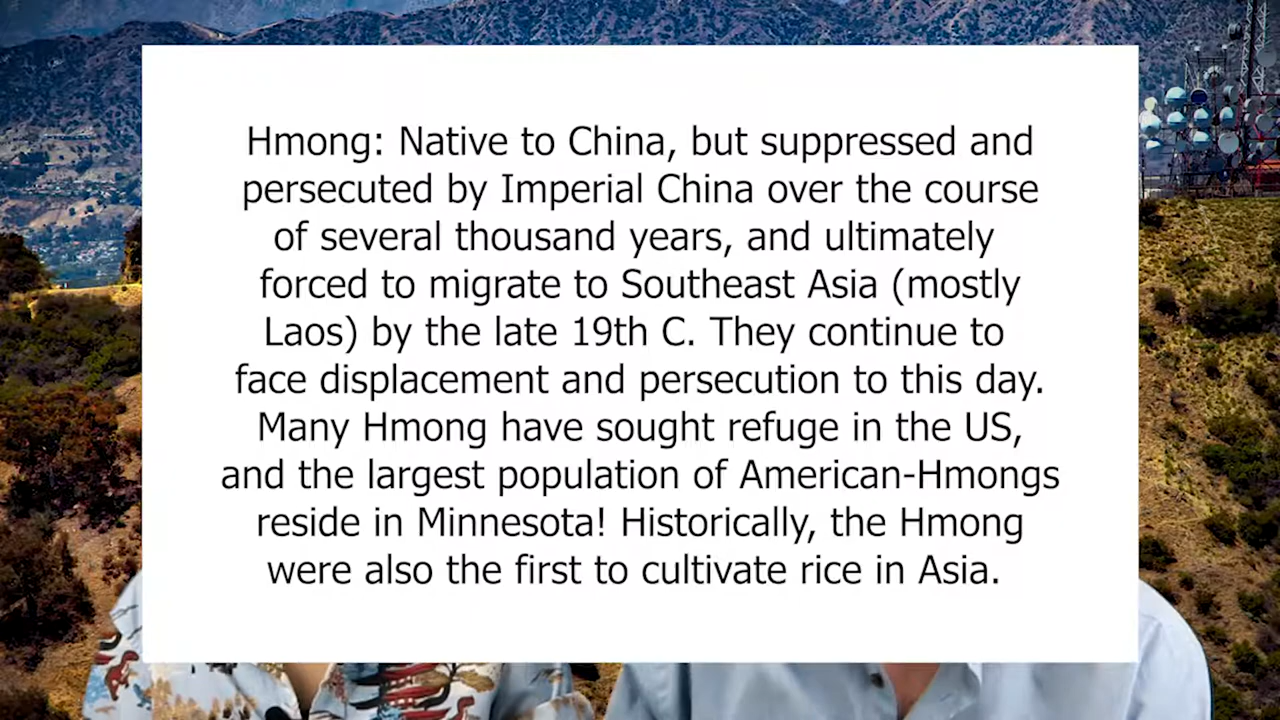 Hmong: Native to China, but suppressed and
persecuted by Imperial China over the course
of several thousand years, and ultimately
forced to migrate to Southeast Asia (mostly
Laos) by the late 19th C. They continue to
face displacement and persecution to this day.
Many Hmong have sought refuge in the US,
and the largest population of American-Hmongs
reside in Minnesota! Historically, the Hmong
were also the first to cultivate rice in Asia.